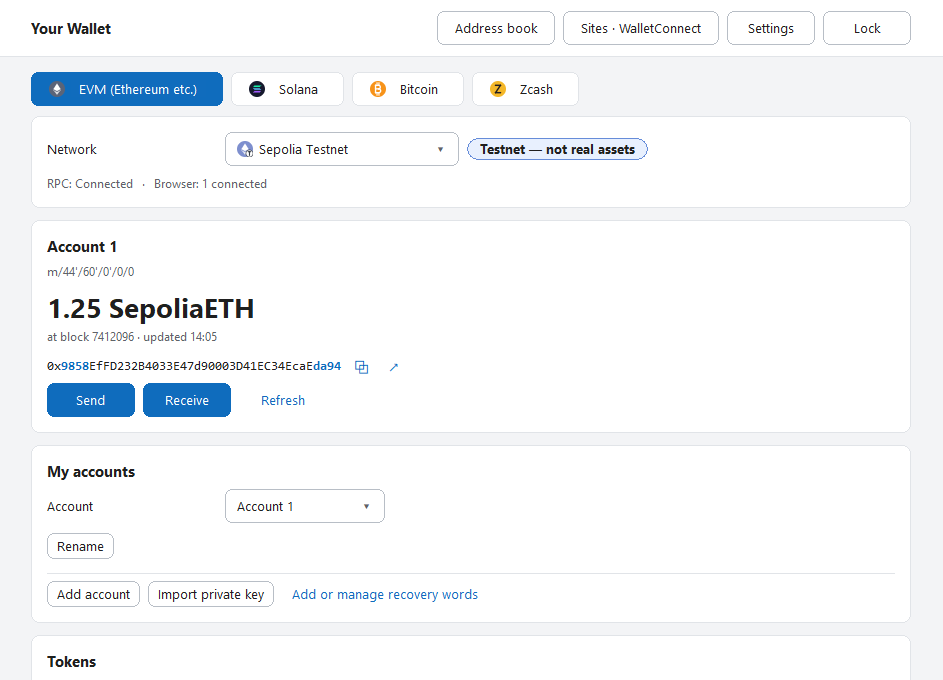 Your Wallet
Address book
Sites · WalletConnect
Settings
Lock
EVM (Ethereum etc.)
Solana
Bitcoin
Zcash
Network
Sepolia Testnet
Testnet — not real assets
RPC: Connected · Browser: 1 connected
Account 1
m/44'/60'/0'/0/0
1.25 SepoliaETH
at block 7412096 · updated 14:05
0x9858EfFD232B4033E47d90003D41EC34EcaEda94
Send
Receive
Refresh
My accounts
Account
Account 1
Rename
Add account
Import private key
Add or manage recovery words
Tokens